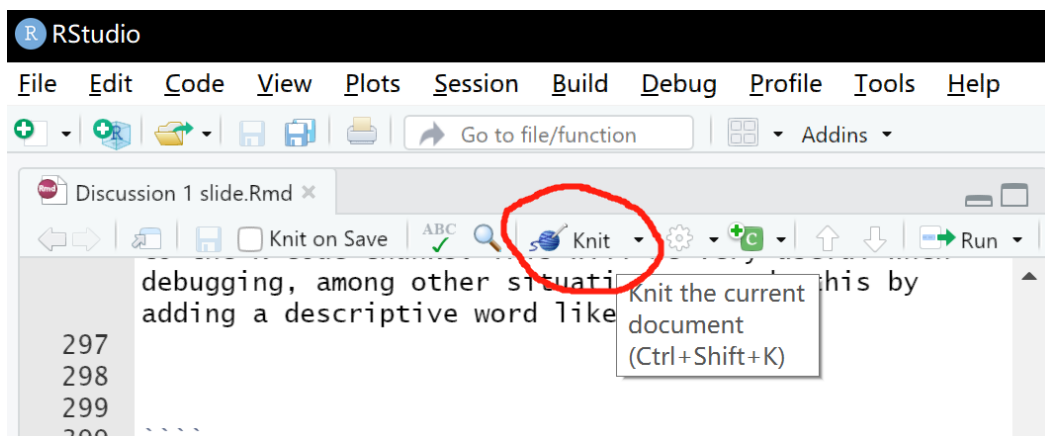 R RStudio
File Edit Code View Plots Session Build Debug Profile Tools Help
Go to file/function Addins
Discussion 1 slide.Rmd
Knit on Save ABC Knit Run
debugging, among other
adding a descriptive word like
Knit the current
document
(Ctrl+Shift+K)
his by
297
298
299
````